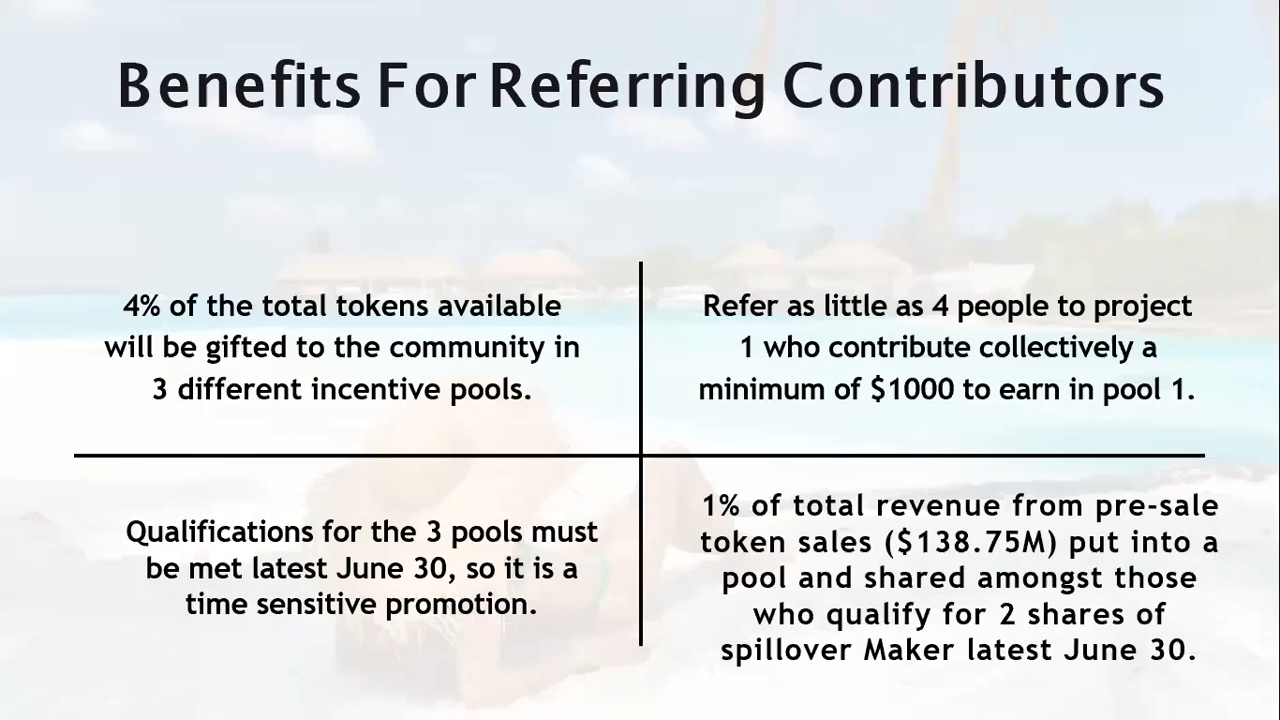 Benefits For Referring Contributors
4% of the total tokens available
will be gifted to the community in
3 different incentive pools.
Refer as little as 4 people to project
1 who contribute collectively a
minimum of $1000 to earn in pool 1.
Qualifications for the 3 pools must
be met latest June 30, so it is a
time sensitive promotion.
1% of total revenue from pre-sale
token sales ($138.75M) put into a
pool and shared amongst those
who qualify for 2 shares of
spillover Maker latest June 30.